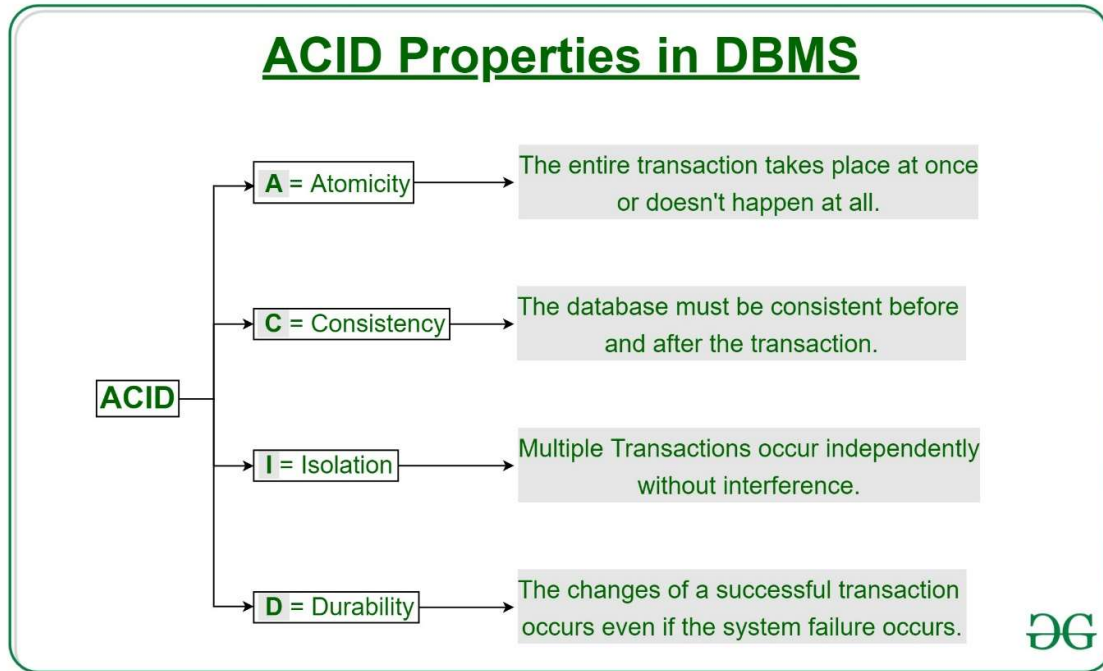 ACID Properties in DBMS
A = Atomicity
The entire transaction takes place at once
or doesn't happen at all.
C = Consistency
The database must be consistent before
and after the transaction.
ACID
I = Isolation
Multiple Transactions occur independently
without interference.
D = Durability
The changes of a successful transaction
occurs even if the system failure occurs.